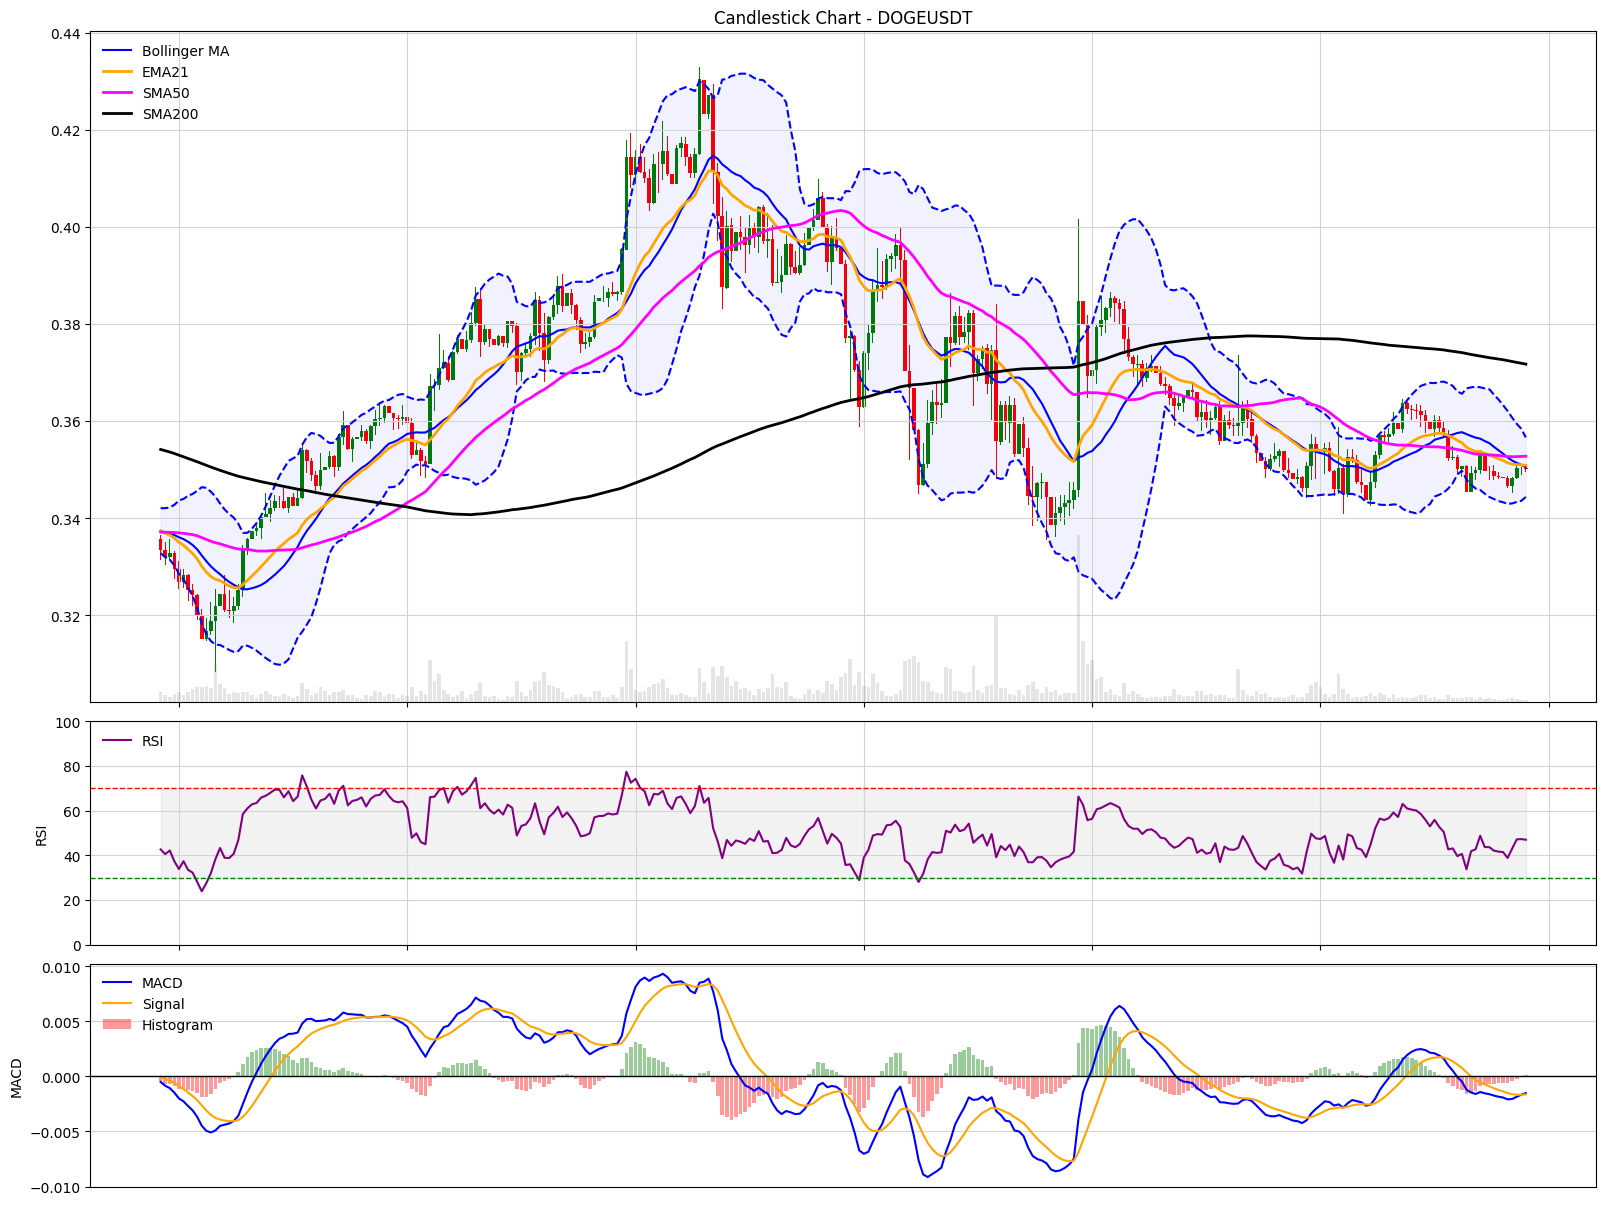 Candlestick Chart - DOGEUSDT
0.44
0.42
0.40
0.38
0.36
0.34
0.32
Bollinger MA
EMA21
SMA50
SMA200
100
80
60
40
20
0
RSI
RSI
0.010
0.005
0.000
−0.005
−0.010
MACD
MACD
Signal
Histogram